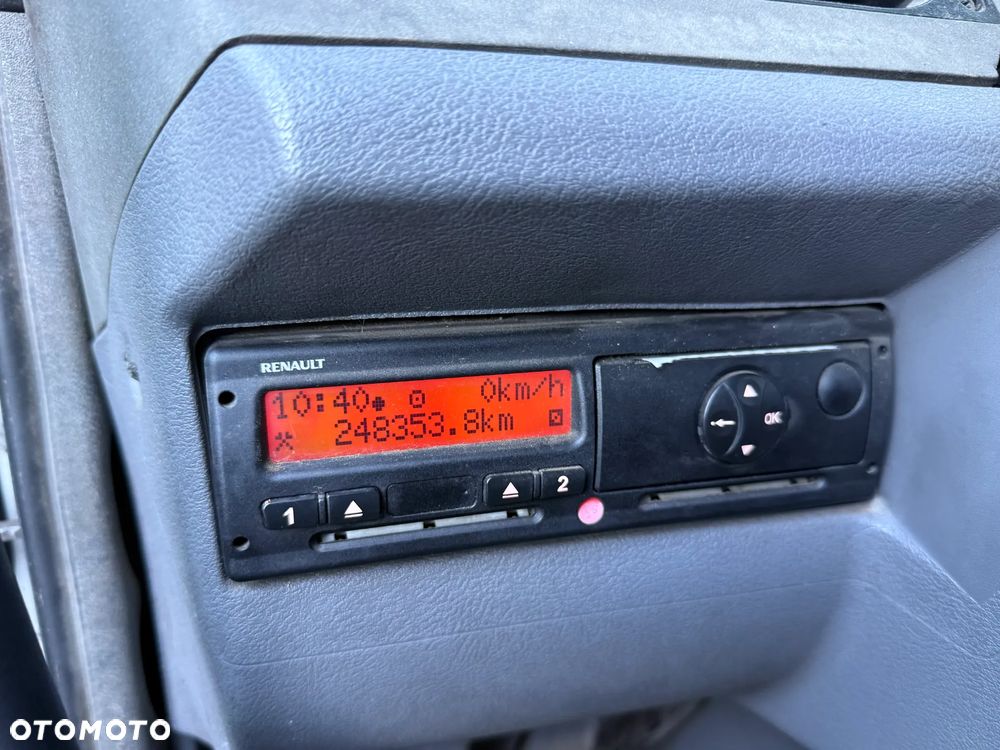 RENAULT
10:40 0km/h
248353.8km
1 2
OK
OTOMOTO